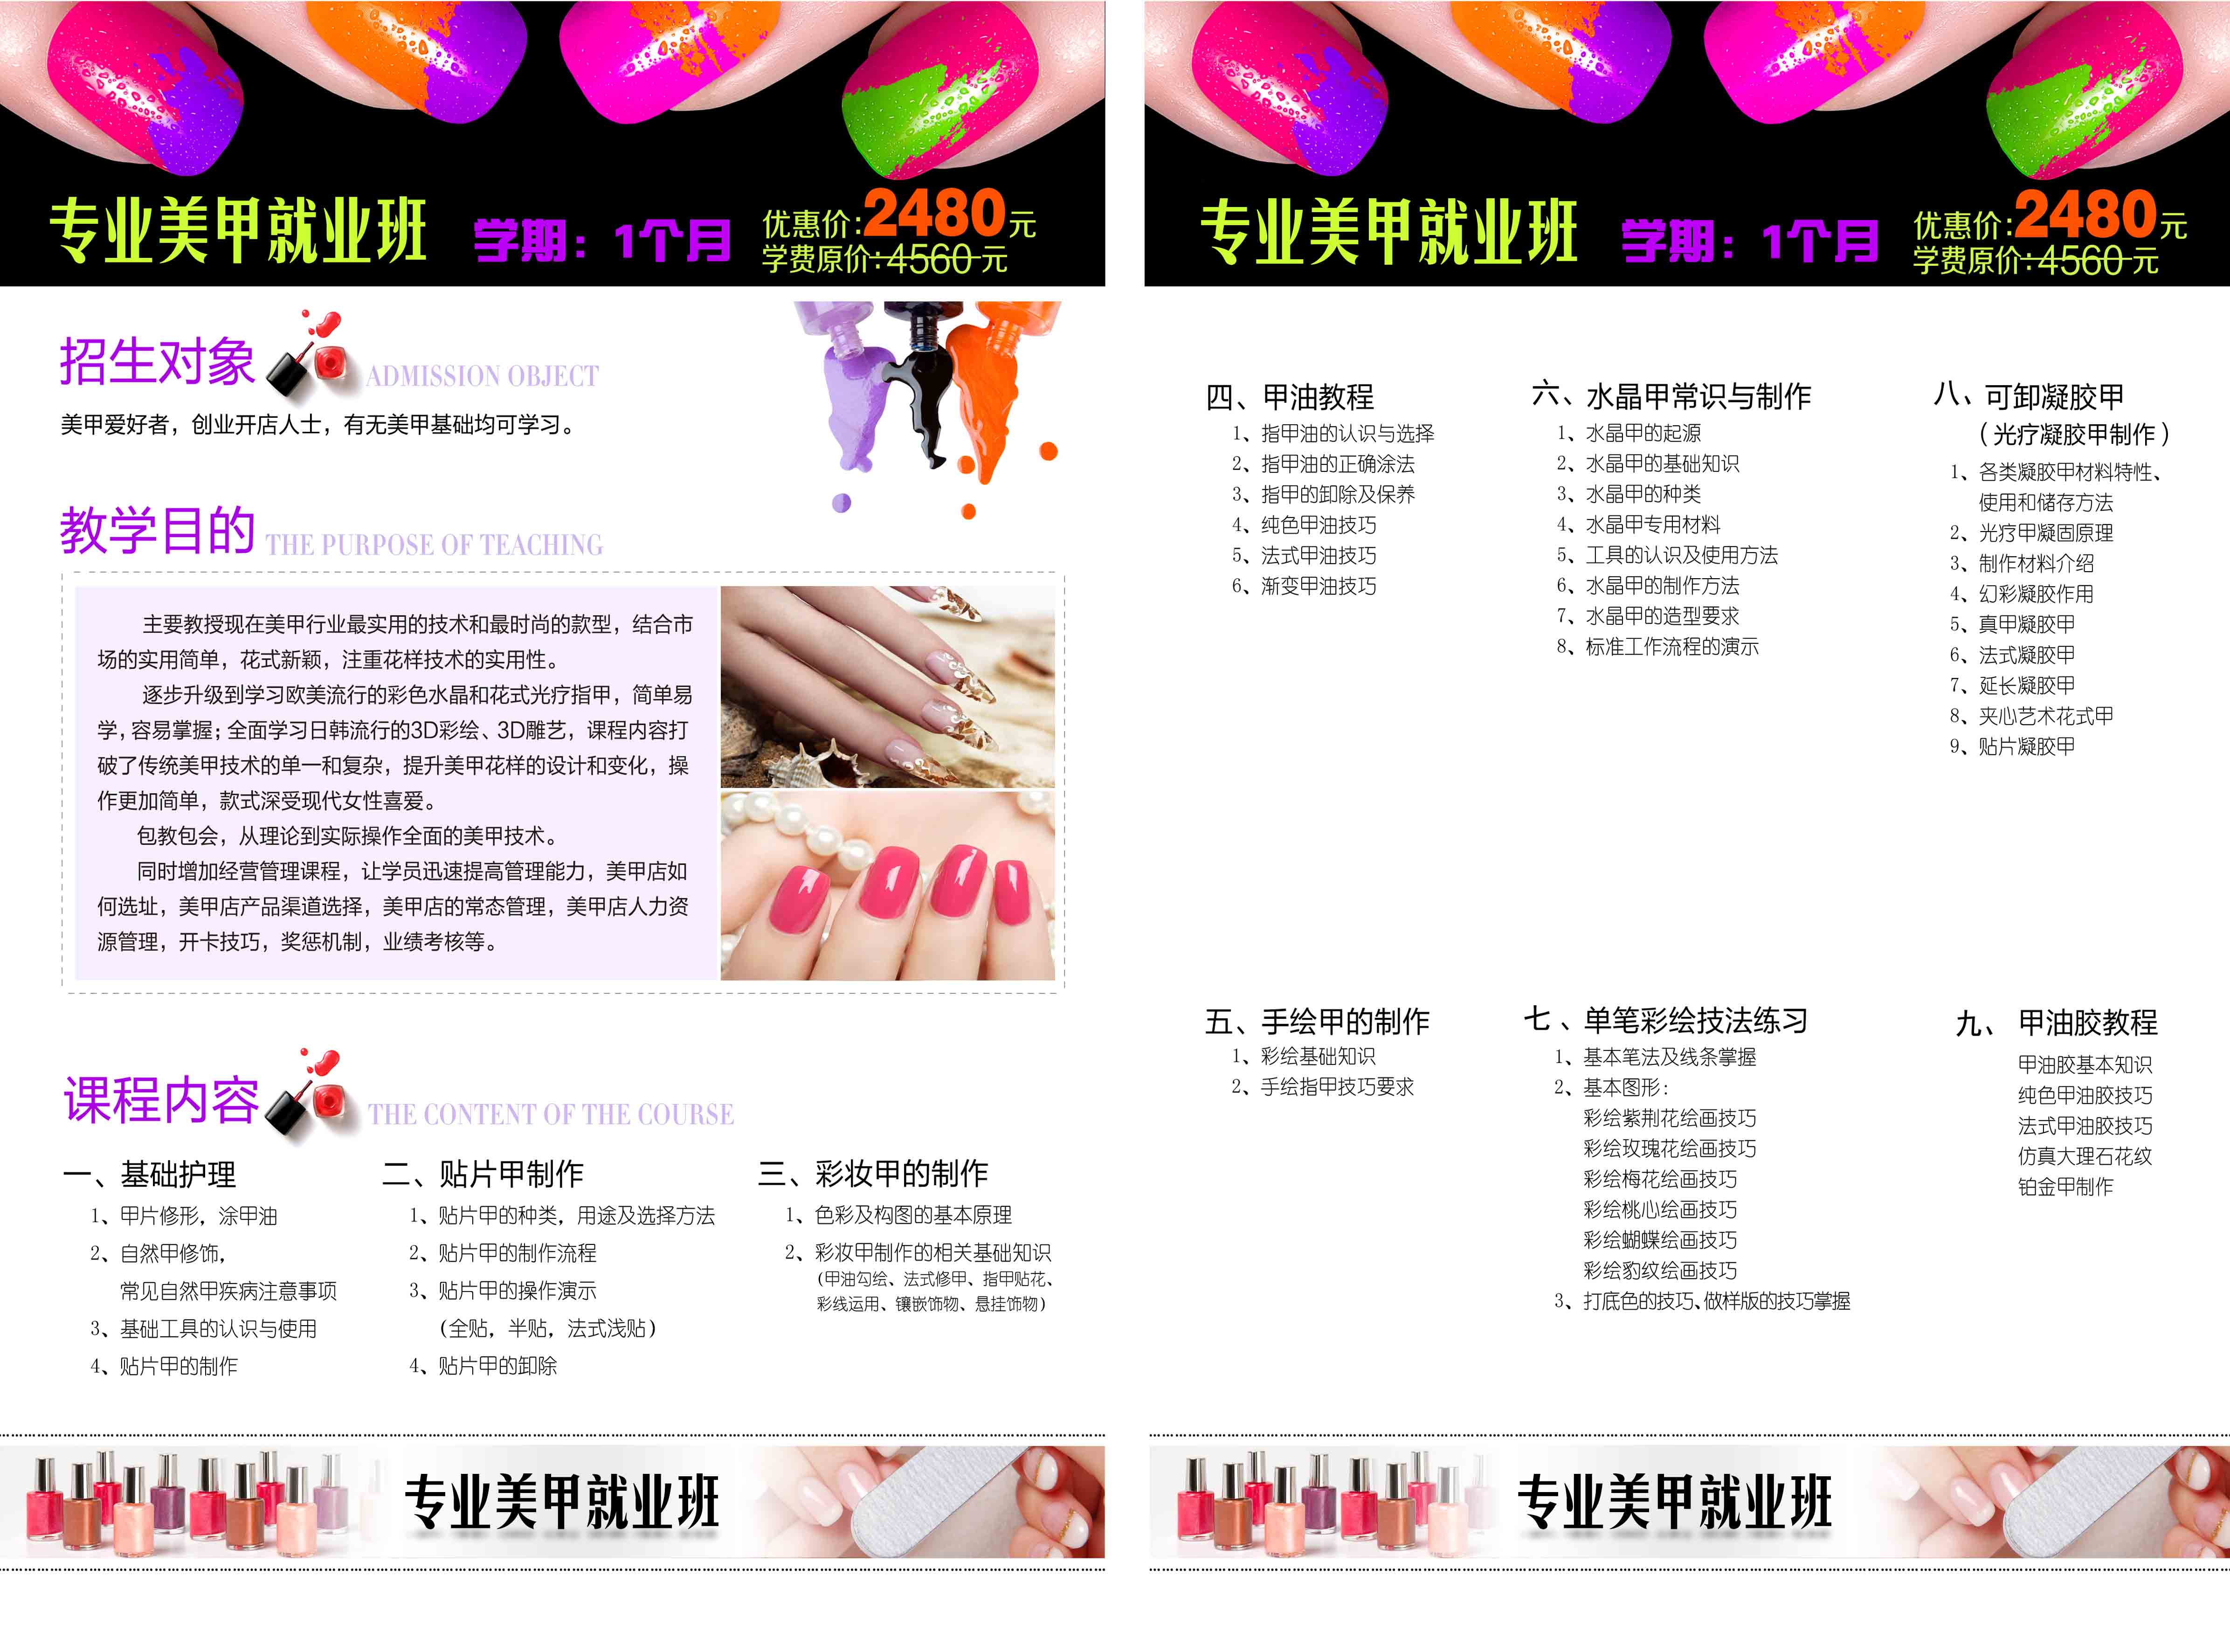 专业美甲就业班
学期：1个月
优惠价:2480元
学费原价:4560元
招生对象
ADMISSION OBJECT
美甲爱好者，创业开店人士，有无美甲基础均可学习。
教学目的
THE PURPOSE OF TEACHING
主要教授现在美甲行业最实用的技术和最时尚的款型，结合市
场的实用简单，花式新颖，注重花样技术的实用性。
逐步升级到学习欧美流行的彩色水晶和花式光疗指甲，简单易
学，容易掌握；全面学习日韩流行的3D彩绘、3D雕艺，课程内容打
破了传统美甲技术的单一和复杂，提升美甲花样的设计和变化，操
作更加简单，款式深受现代女性喜爱。
包教包会，从理论到实际操作全面的美甲技术。
同时增加经营管理课程，让学员迅速提高管理能力，美甲店如
何选址，美甲店产品渠道选择，美甲店的常态管理，美甲店人力资
源管理，开卡技巧，奖惩机制，业绩考核等。
课程内容
THE CONTENT OF THE COURSE
一、基础护理
1、甲片修形，涂甲油
2、自然甲修饰，
常见自然甲疾病注意事项
3、基础工具的认识与使用
4、贴片甲的制作
二、贴片甲制作
1、贴片甲的种类，用途及选择方法
2、贴片甲的制作流程
3、贴片甲的操作演示
（全贴，半贴，法式浅贴）
4、贴片甲的卸除
三、彩妆甲的制作
1、色彩及构图的基本原理
2、彩妆甲制作的相关基础知识
（甲油勾绘、法式修甲、指甲贴花、
彩线运用、镶嵌饰物、悬挂饰物）
专业美甲就业班
专业美甲就业班
学期：1个月
优惠价:2480元
学费原价:4560元
四、甲油教程
1、指甲油的认识与选择
2、指甲油的正确涂法
3、指甲的卸除及保养
4、纯色甲油技巧
5、法式甲油技巧
6、渐变甲油技巧
五、手绘甲的制作
1、彩绘基础知识
2、手绘指甲技巧要求
六、水晶甲常识与制作
1、水晶甲的起源
2、水晶甲的基础知识
3、水晶甲的种类
4、水晶甲专用材料
5、工具的认识及使用方法
6、水晶甲的制作方法
7、水晶甲的造型要求
8、标准工作流程的演示
七、单笔彩绘技法练习
1、基本笔法及线条掌握
2、基本图形：
彩绘紫荆花绘画技巧
彩绘玫瑰花绘画技巧
彩绘梅花绘画技巧
彩绘桃心绘画技巧
彩绘蝴蝶绘画技巧
彩绘豹纹绘画技巧
3、打底色的技巧、做样版的技巧掌握
八、可卸凝胶甲
（光疗凝胶甲制作）
1、各类凝胶甲材料特性、
使用和储存方法
2、光疗甲凝固原理
3、制作材料介绍
4、幻彩凝胶作用
5、真甲凝胶甲
6、法式凝胶甲
7、延长凝胶甲
8、夹心艺术花式甲
9、贴片凝胶甲
九、甲油胶教程
甲油胶基本知识
纯色甲油胶技巧
法式甲油胶技巧
仿真大理石花纹
铂金甲制作
专业美甲就业班